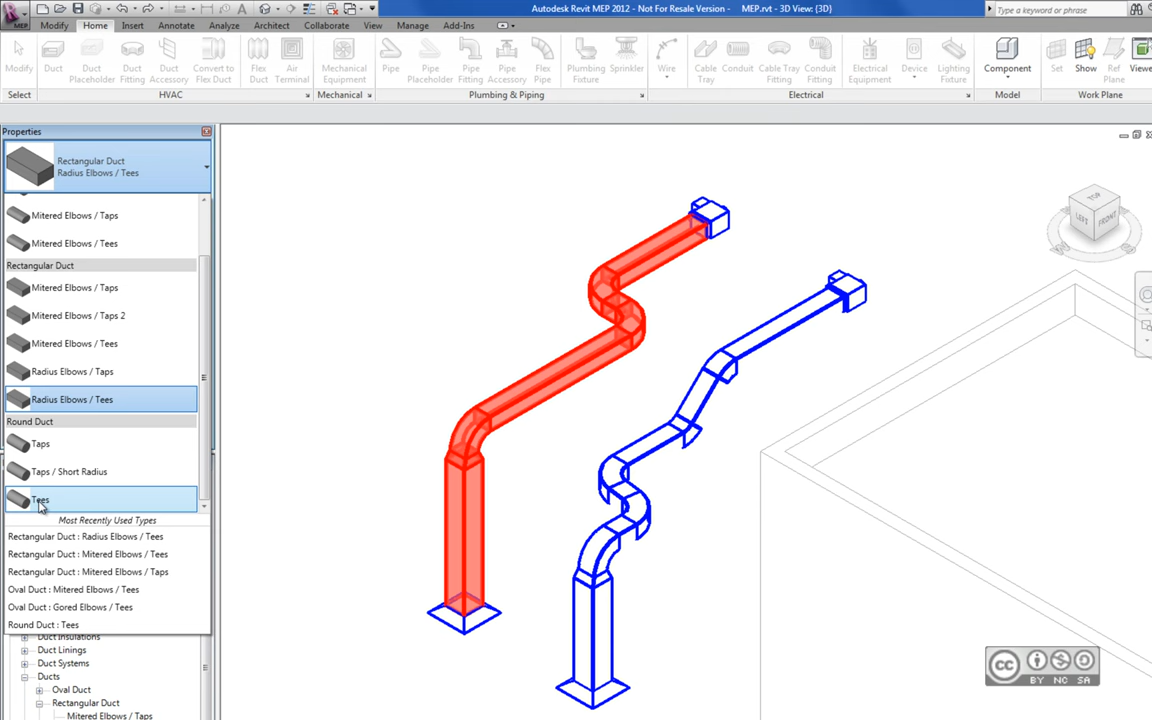 Autodesk Revit MEP 2012 - Not For Resale Version - MEP.rvt - 3D View: {3D}
Type a keyword or phrase
MEP
Modify Home Insert Annotate Analyze Architect Collaborate View Manage Add-Ins
Modify
Duct
Duct Placeholder
Duct Fitting
Duct Accessory
Convert to Flex Duct
Flex Duct
Air Terminal
Mechanical Equipment
Pipe
Pipe Placeholder
Pipe Fitting
Pipe Accessory
Flex Pipe
Plumbing Fixture
Sprinkler
Wire
Cable Tray
Conduit
Cable Tray Fitting
Conduit Fitting
Electrical Equipment
Device
Lighting Fixture
Component
Set
Show
Ref Plane
Viewe
Select HVAC Mechanical Plumbing & Piping Electrical Model Work Plane
Properties
Rectangular Duct
Radius Elbows / Tees
Mitered Elbows / Taps
Mitered Elbows / Tees
Rectangular Duct
Mitered Elbows / Taps
Mitered Elbows / Taps 2
Mitered Elbows / Tees
Radius Elbows / Taps
Radius Elbows / Tees
Round Duct
Taps
Taps / Short Radius
Tees
Most Recently Used Types
Rectangular Duct : Radius Elbows / Tees
Rectangular Duct : Mitered Elbows / Tees
Rectangular Duct : Mitered Elbows / Taps
Oval Duct : Mitered Elbows / Tees
Oval Duct : Gored Elbows / Tees
Round Duct : Tees
Duct Insulations
Duct Linings
Duct Systems
Ducts
Oval Duct
Rectangular Duct
Mitered Elbows / Taps
TOP
LEFT
FRONT
cc
BY NC SA